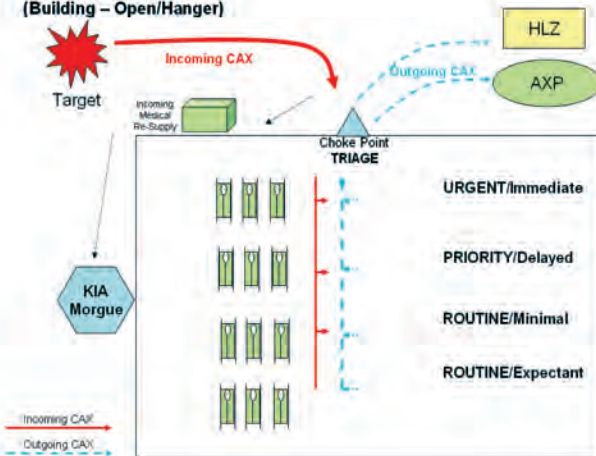 (Building – Open/Hanger)
HLZ
Incoming CAX
Outgoing CAX
AXP
Target
Incoming
Medical
Re-Supply
Choke Point
TRIAGE
URGENT/Immediate
PRIORITY/Delayed
KIA
Morgue
ROUTINE/Minimal
ROUTINE/Expectant
Incoming CAX
Outgoing CAX